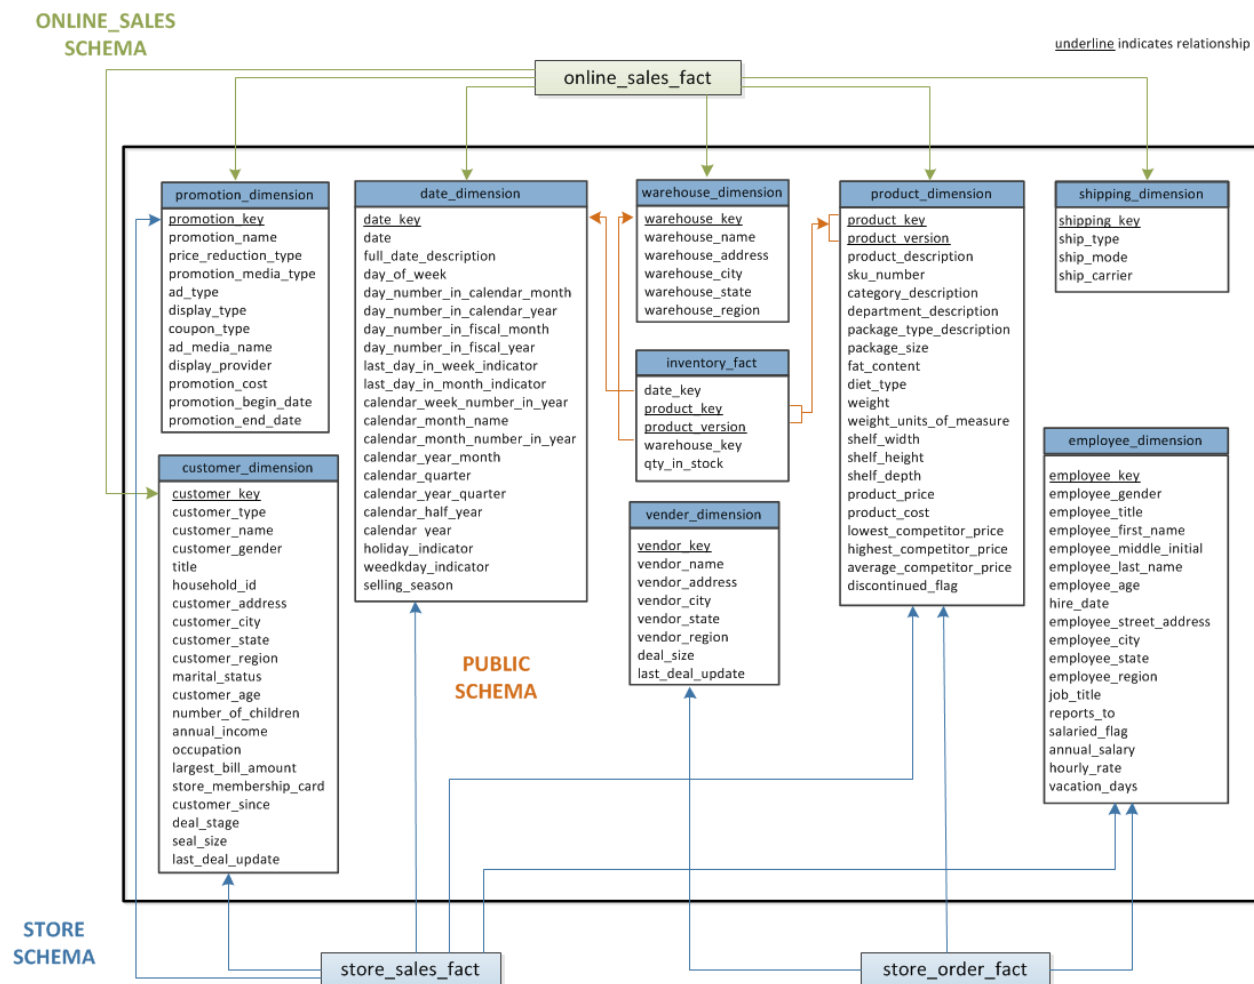 ONLINE_SALES
SCHEMA
underline indicates relationship
online_sales_fact
promotion_dimension
promotion_key
promotion_name
price_reduction_type
promotion_media_type
ad_type
display_type
coupon_type
ad_media_name
display_provider
promotion_cost
promotion_begin_date
promotion_end_date
customer_dimension
customer_key
customer_type
customer_name
customer_gender
title
household_id
customer_address
customer_city
customer_state
customer_region
marital_status
customer_age
number_of_children
annual_income
occupation
largest_bill_amount
store_membership_card
customer_since
deal_stage
seal_size
last_deal_update
date_dimension
date_key
date
full_date_description
day_of_week
day_number_in_calendar_month
day_number_in_calendar_year
day_number_in_fiscal_month
day_number_in_fiscal_year
last_day_in_week_indicator
last_day_in_month_indicator
calendar_week_number_in_year
calendar_month_name
calendar_month_number_in_year
calendar_year_month
calendar_quarter
calendar_year_quarter
calendar_half_year
calendar_year
holiday_indicator
weedkday_indicator
selling_season
warehouse_dimension
warehouse_key
warehouse_name
warehouse_address
warehouse_city
warehouse_state
warehouse_region
inventory_fact
date_key
product_key
product_version
warehouse_key
qty_in_stock
vender_dimension
vendor_key
vendor_name
vendor_address
vendor_city
vendor_state
vendor_region
deal_size
last_deal_update
product_dimension
product_key
product_version
product_description
sku_number
category_description
department_description
package_type_description
package_size
fat_content
diet_type
weight
weight_units_of_measure
shelf_width
shelf_height
shelf_depth
product_price
product_cost
lowest_competitor_price
highest_competitor_price
average_competitor_price
discontinued_flag
shipping_dimension
shipping_key
ship_type
ship_mode
ship_carrier
employee_dimension
employee_key
employee_gender
employee_title
employee_first_name
employee_middle_initial
employee_last_name
employee_age
hire_date
employee_street_address
employee_city
employee_state
employee_region
job_title
reports_to
salaried_flag
annual_salary
hourly_rate
vacation_days
PUBLIC
SCHEMA
STORE
SCHEMA
store_sales_fact
store_order_fact